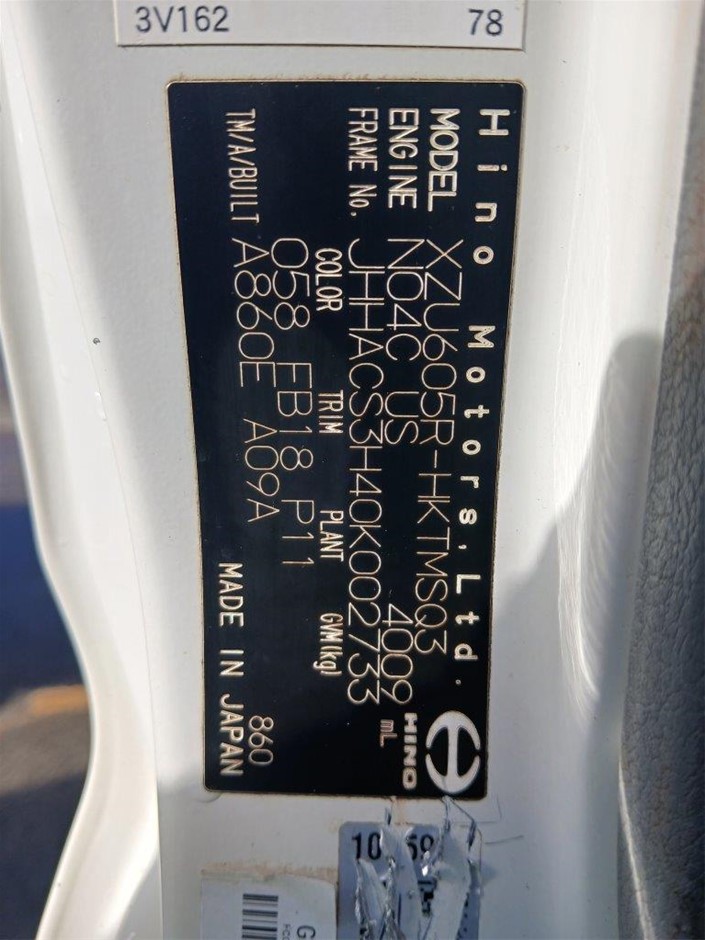 3V162 78
Hino Motors, Ltd.
MODEL XZU605R-HKTMSQ3
ENGINE N04C US 4009 mL
FRAME No. JHHACS3H40K002733
COLOR TRIM PLANT GVM(kg)
058 EB18 P11
TM/A/BUILT A860E A09A 860
MADE IN JAPAN
HINO